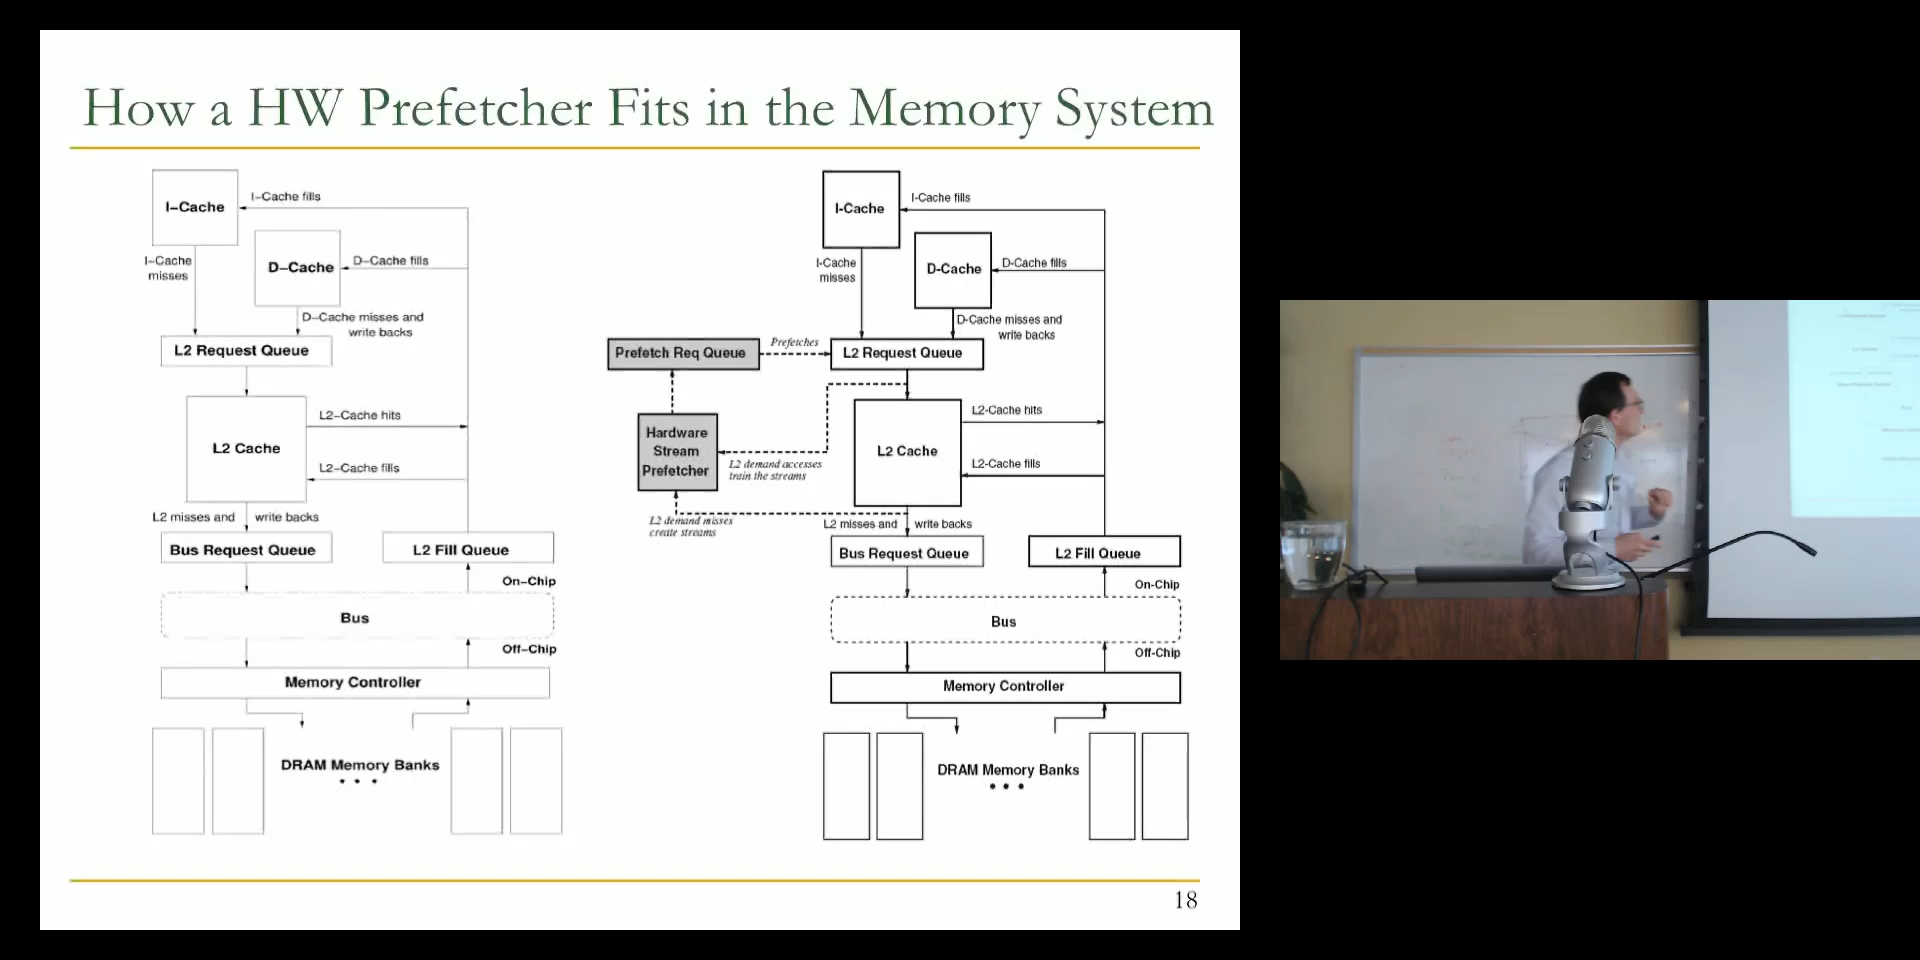 How a HW Prefetcher Fits in the Memory System
I–Cache
I–Cache fills
I–Cache
misses
D–Cache
D–Cache fills
D–Cache misses and
write backs
L2 Request Queue
L2 Cache
L2–Cache hits
L2–Cache fills
L2 misses and write backs
Bus Request Queue
L2 Fill Queue
On–Chip
Bus
Off–Chip
Memory Controller
DRAM Memory Banks
• • •
I-Cache
I-Cache fills
I-Cache
misses
D-Cache
D-Cache fills
D-Cache misses and
write backs
Prefetch Req Queue
Prefetches
L2 Request Queue
Hardware
Stream
Prefetcher
L2 demand accesses
train the streams
L2 demand misses
create streams
L2 Cache
L2-Cache hits
L2-Cache fills
L2 misses and write backs
Bus Request Queue
L2 Fill Queue
On-Chip
Bus
Off-Chip
Memory Controller
DRAM Memory Banks
• • •
18